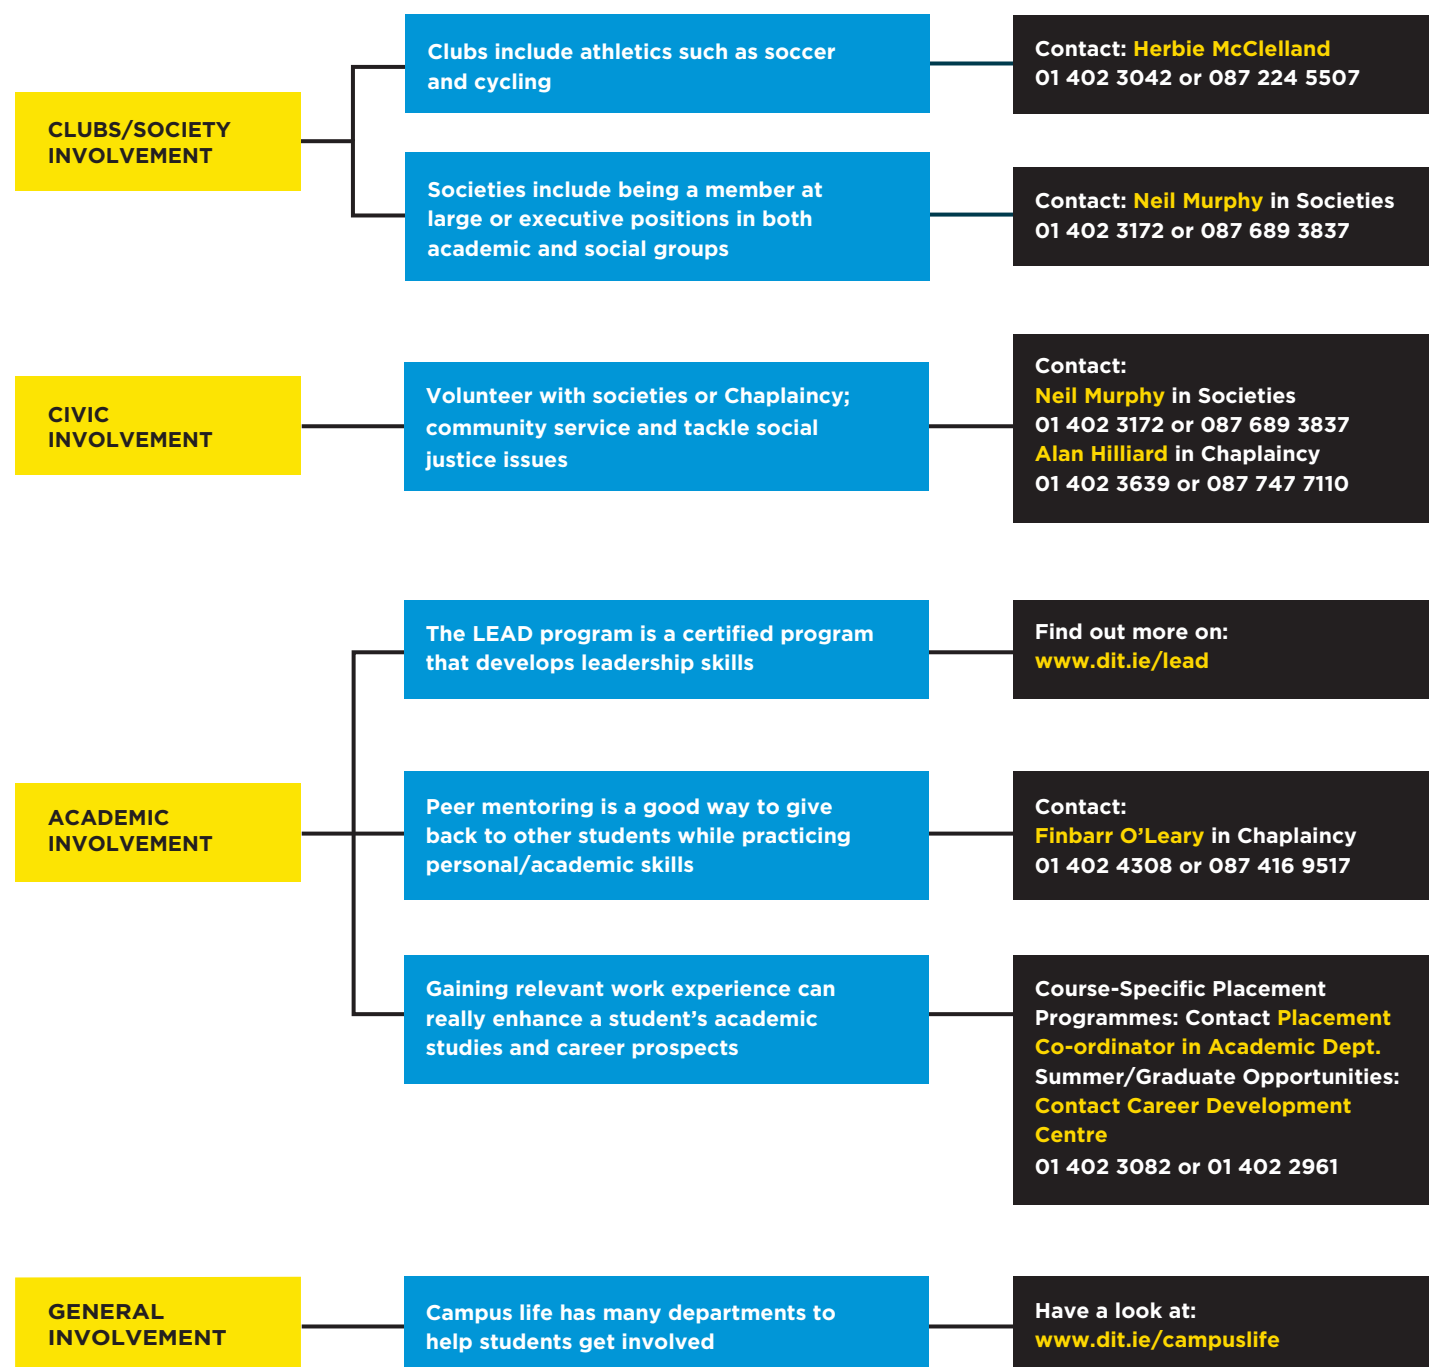 CLUBS/SOCIETY
INVOLVEMENT
Clubs include athletics such as soccer
and cycling
Contact: Herbie McClelland
01 402 3042 or 087 224 5507
Societies include being a member at
large or executive positions in both
academic and social groups
Contact: Neil Murphy in Societies
01 402 3172 or 087 689 3837
CIVIC
INVOLVEMENT
Volunteer with societies or Chaplaincy;
community service and tackle social
justice issues
Contact:
Neil Murphy in Societies
01 402 3172 or 087 689 3837
Alan Hilliard in Chaplaincy
01 402 3639 or 087 747 7110
ACADEMIC
INVOLVEMENT
The LEAD program is a certified program
that develops leadership skills
Find out more on:
www.dit.ie/lead
Peer mentoring is a good way to give
back to other students while practicing
personal/academic skills
Contact:
Finbarr O’Leary in Chaplaincy
01 402 4308 or 087 416 9517
Gaining relevant work experience can
really enhance a student’s academic
studies and career prospects
Course-Specific Placement
Programmes: Contact Placement
Co-ordinator in Academic Dept.
Summer/Graduate Opportunities:
Contact Career Development
Centre
01 402 3082 or 01 402 2961
GENERAL
INVOLVEMENT
Campus life has many departments to
help students get involved
Have a look at:
www.dit.ie/campuslife